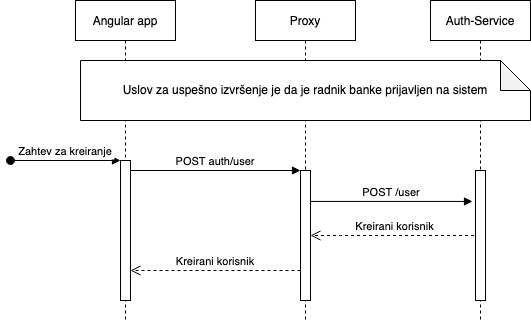 Angular app
Proxy
Auth-Service
Uslov za uspešno izvršenje je da je radnik banke prijavljen na sistem
Zahtev za kreiranje
POST auth/user
POST /user
Kreirani korisnik
Kreirani korisnik